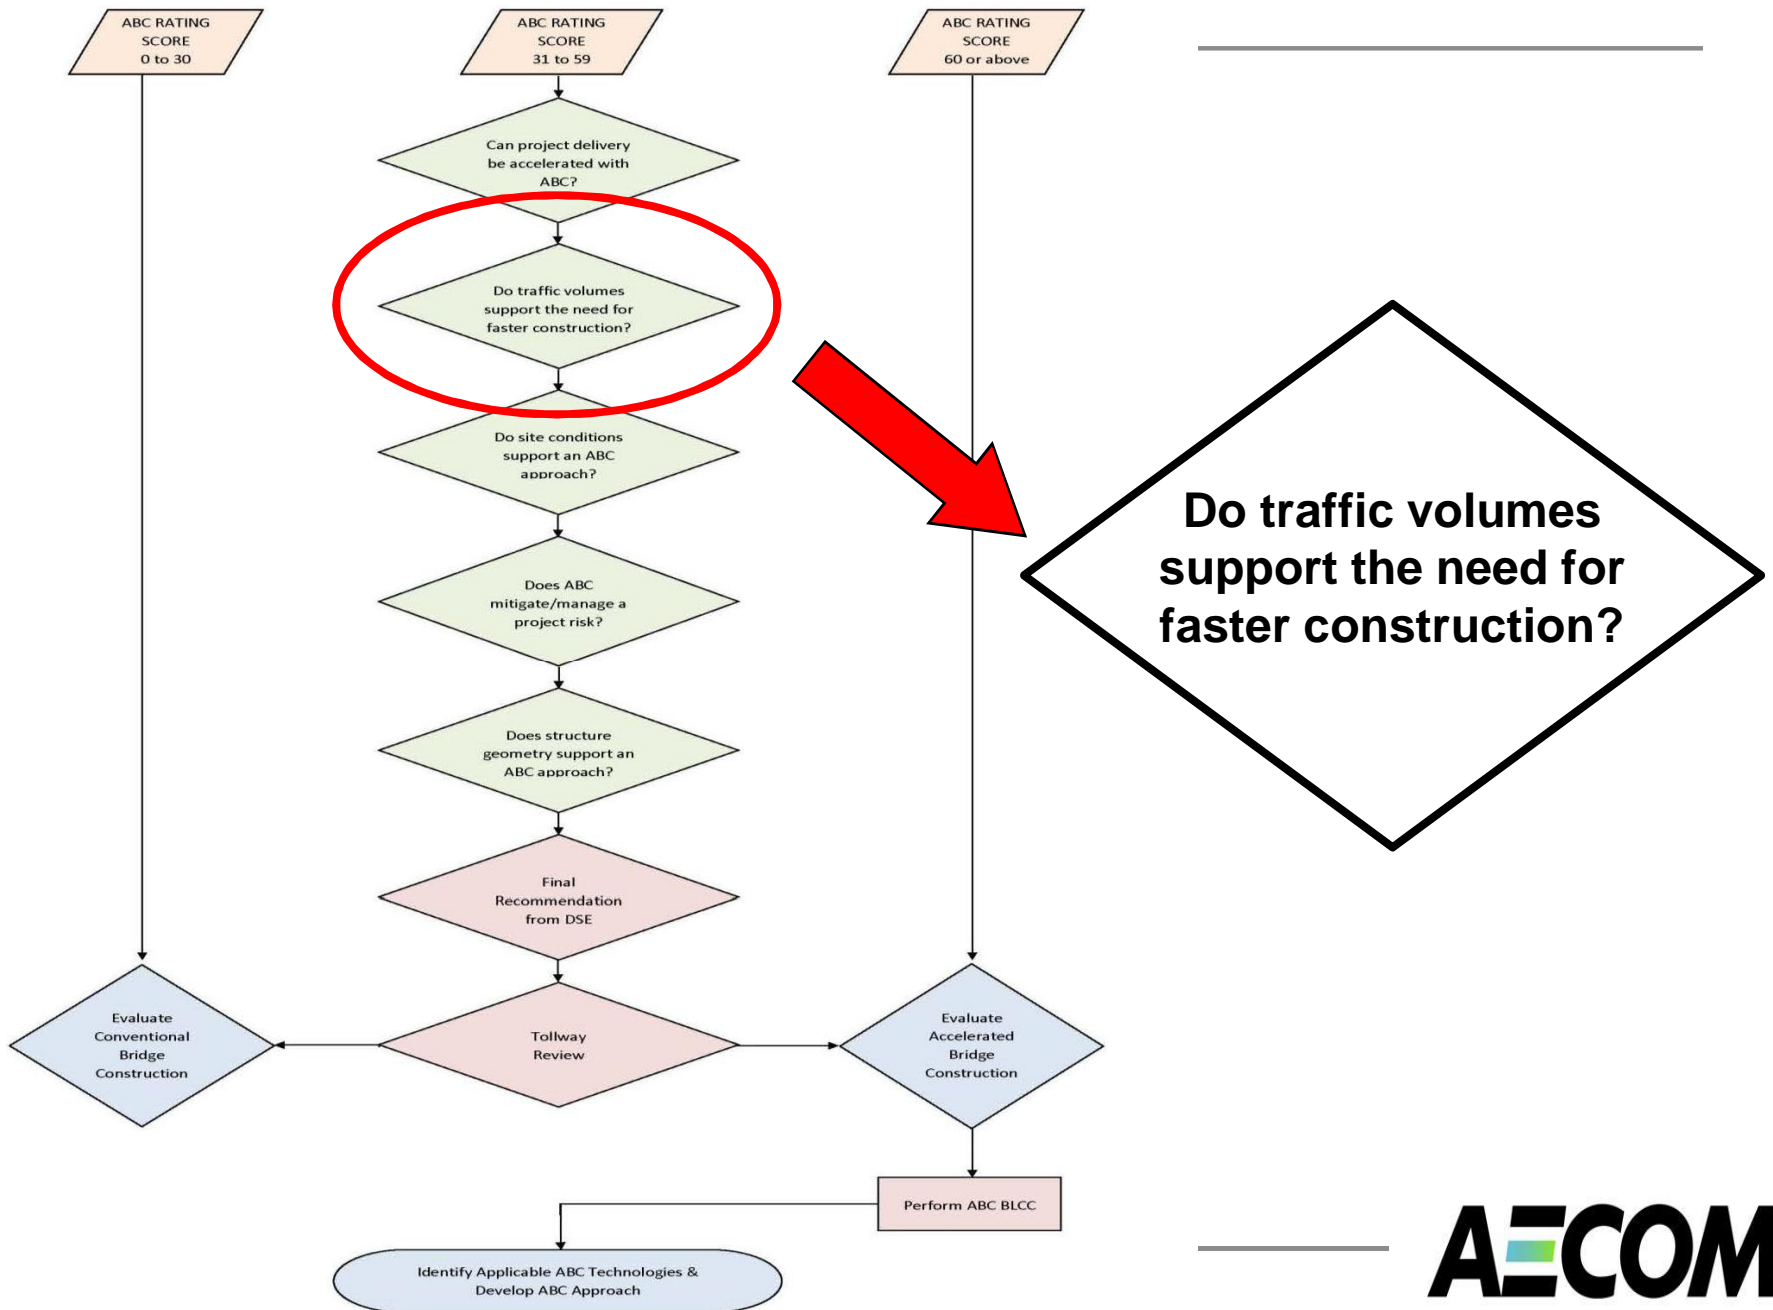 ABC RATING
SCORE
0 to 30
ABC RATING
SCORE
31 to 59
ABC RATING
SCORE
60 or above
Can project delivery
be accelerated with
ABC?
Do traffic volumes
support the need for
faster construction?
Do site conditions
support an ABC
approach?
Does ABC
mitigate/manage a
project risk?
Does structure
geometry support an
ABC approach?
Final
Recommendation
from DSE
Evaluate
Conventional
Bridge
Construction
Tollway
Review
Evaluate
Accelerated
Bridge
Construction
Perform ABC BLCC
Identify Applicable ABC Technologies &
Develop ABC Approach
Do traffic volumes
support the need for
faster construction?
AECOM